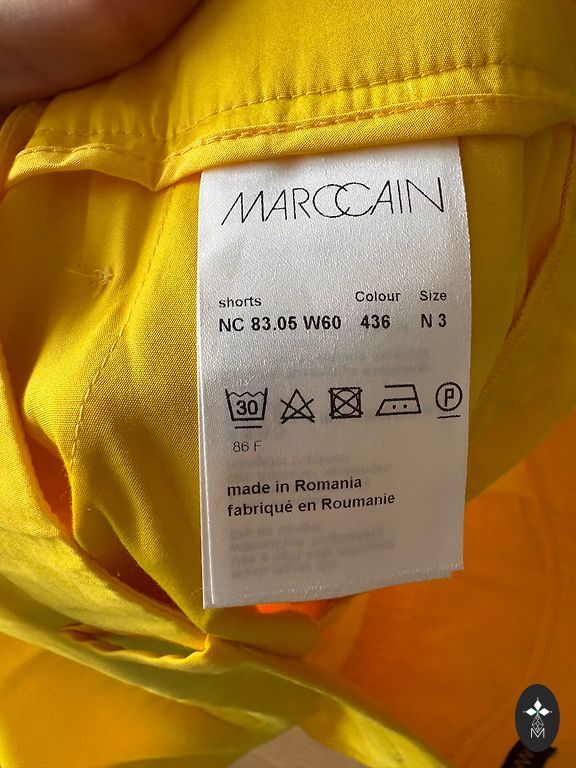 MARCCAIN
shorts Colour Size
NC 83.05 W60 436 N 3
30 P
86 F
made in Romania
fabriqué en Roumanie
M